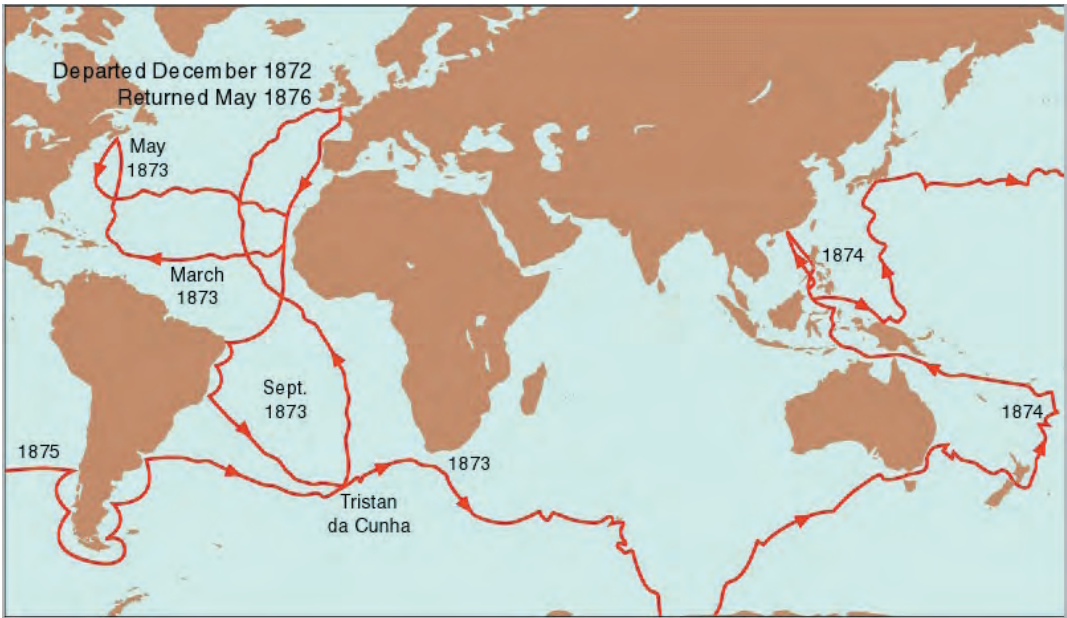 Departed December 1872
Returned May 1876
May
1873
March
1873
1874
Sept.
1873
1874
1875
1873
Tristan
da Cunha